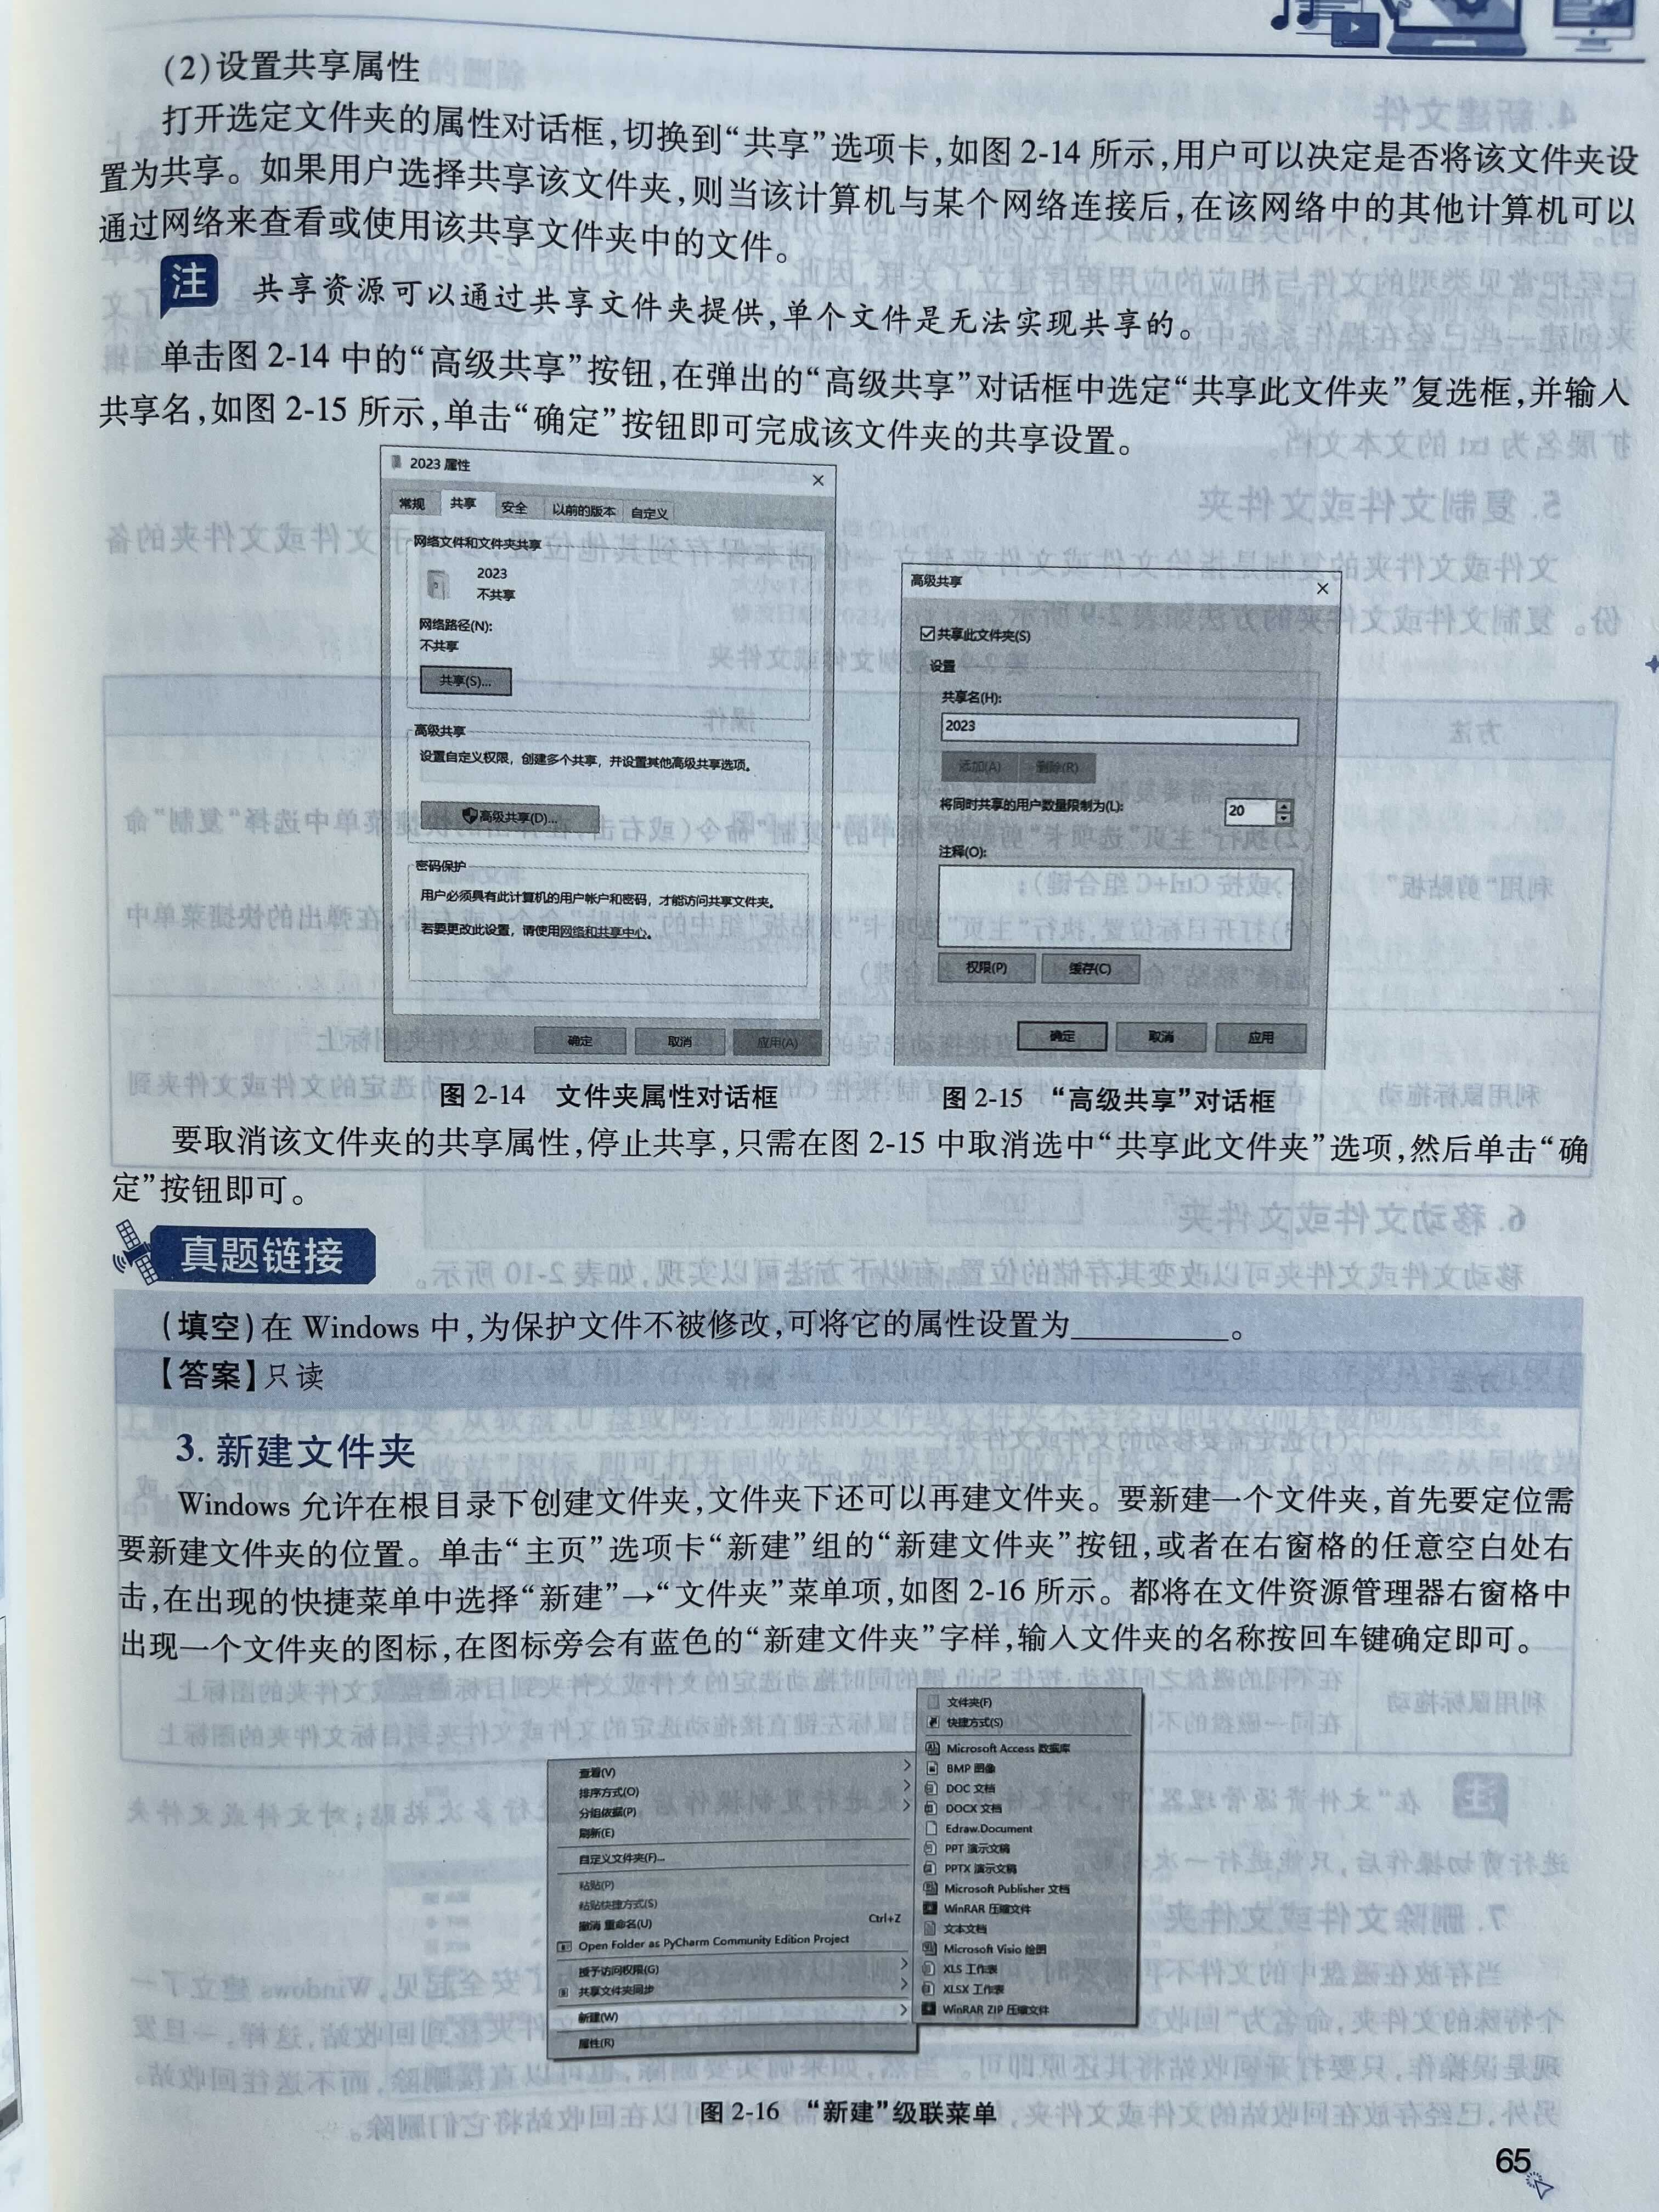 (2)设置共享属性
打开选定文件夹的属性对话框,切换到“共享”选项卡,如图 2-14 所示,用户可以决定是否将该文件夹设
置为共享。如果用户选择共享该文件夹,则当该计算机与某个网络连接后,在该网络中的其他计算机可以
通过网络来查看或使用该共享文件夹中的文件。
注 共享资源可以通过共享文件夹提供,单个文件是无法实现共享的。
单击图 2-14 中的“高级共享”按钮,在弹出的“高级共享”对话框中选定“共享此文件夹”复选框,并输入
共享名,如图 2-15 所示,单击“确定”按钮即可完成该文件夹的共享设置。
2023 属性
常规 共享 安全 以前的版本 自定义
网络文件和文件夹共享
2023
不共享
网络路径(N):
不共享
共享(S)...
高级共享
设置自定义权限，创建多个共享，并设置其他高级共享选项。
高级共享(D)...
密码保护
用户必须具有此计算机的用户帐户和密码，才能访问共享文件夹。
若要更改此设置，请使用网络和共享中心。
确定 取消 应用(A)
图 2-14 文件夹属性对话框
高级共享
共享此文件夹(S)
设置
共享名(H):
2023
添加(A) 删除(R)
将同时共享的用户数量限制为(L): 20
注释(O):
权限(P) 缓存(C)
确定 取消 应用
图 2-15 “高级共享”对话框
要取消该文件夹的共享属性,停止共享,只需在图 2-15 中取消选中“共享此文件夹”选项,然后单击“确
定”按钮即可。
真题链接
(填空)在 Windows 中,为保护文件不被修改,可将它的属性设置为__________。
【答案】只读
3. 新建文件夹
Windows 允许在根目录下创建文件夹,文件夹下还可以再建文件夹。要新建一个文件夹,首先要定位需
要新建文件夹的位置。单击“主页”选项卡“新建”组的“新建文件夹”按钮,或者在右窗格的任意空白处右
击,在出现的快捷菜单中选择“新建”→“文件夹”菜单项,如图 2-16 所示。都将在文件资源管理器右窗格中
出现一个文件夹的图标,在图标旁会有蓝色的“新建文件夹”字样,输入文件夹的名称按回车键确定即可。
查看(V)
排序方式(O)
分组依据(P)
刷新(E)
自定义文件夹(F)...
粘贴(P)
粘贴快捷方式(S)
撤消 重命名(U) Ctrl+Z
Open Folder as PyCharm Community Edition Project
授予访问权限(G)
共享文件夹同步
新建(W)
属性(R)
文件夹(F)
快捷方式(S)
Microsoft Access 数据库
BMP 图像
DOC 文档
DOCX 文档
Edraw.Document
PPT 演示文稿
PPTX 演示文稿
Microsoft Publisher 文档
WinRAR 压缩文件
文本文档
Microsoft Visio 绘图
XLS 工作表
XLSX 工作表
WinRAR ZIP 压缩文件
图 2-16 “新建”级联菜单
65